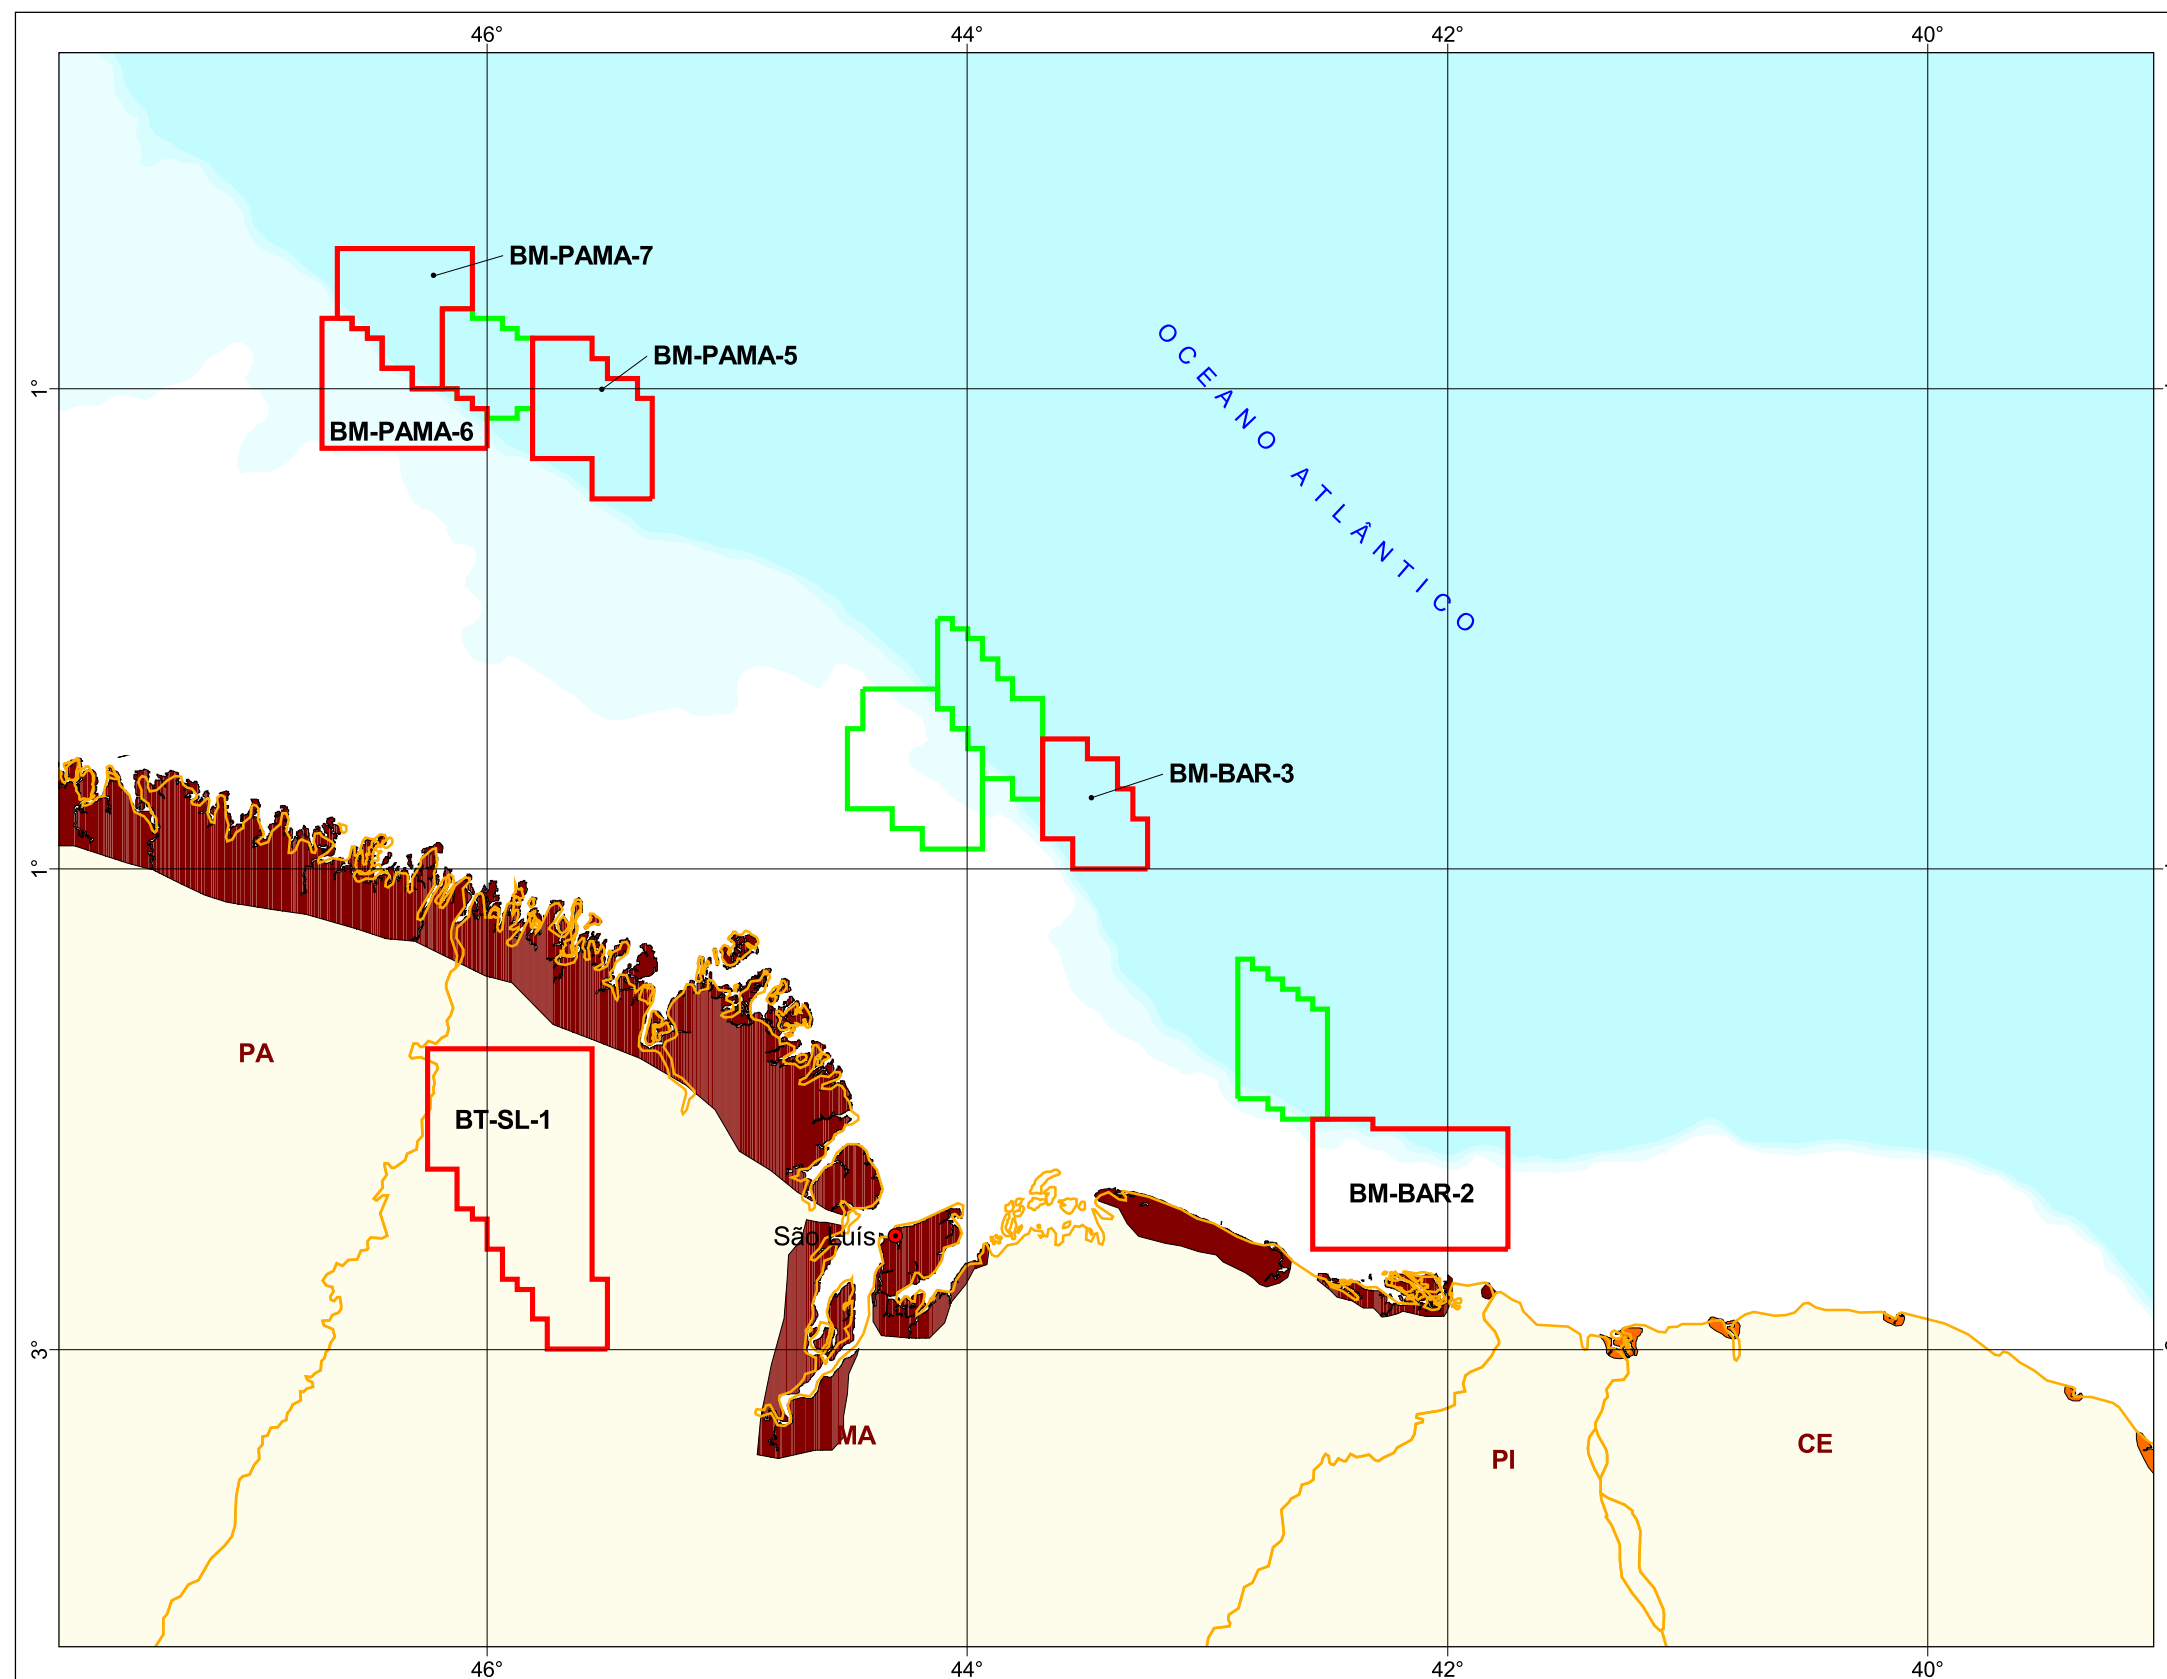 46° 44° 42° 40°
BM-PAMA-7
OCEANO ATLÂNTICO
BM-PAMA-5
1°
BM-PAMA-6
BM-BAR-3
1°
PA
BT-SL-1
BM-BAR-2
São Luís
3°
MA
PI
CE
46° 44° 42° 40°